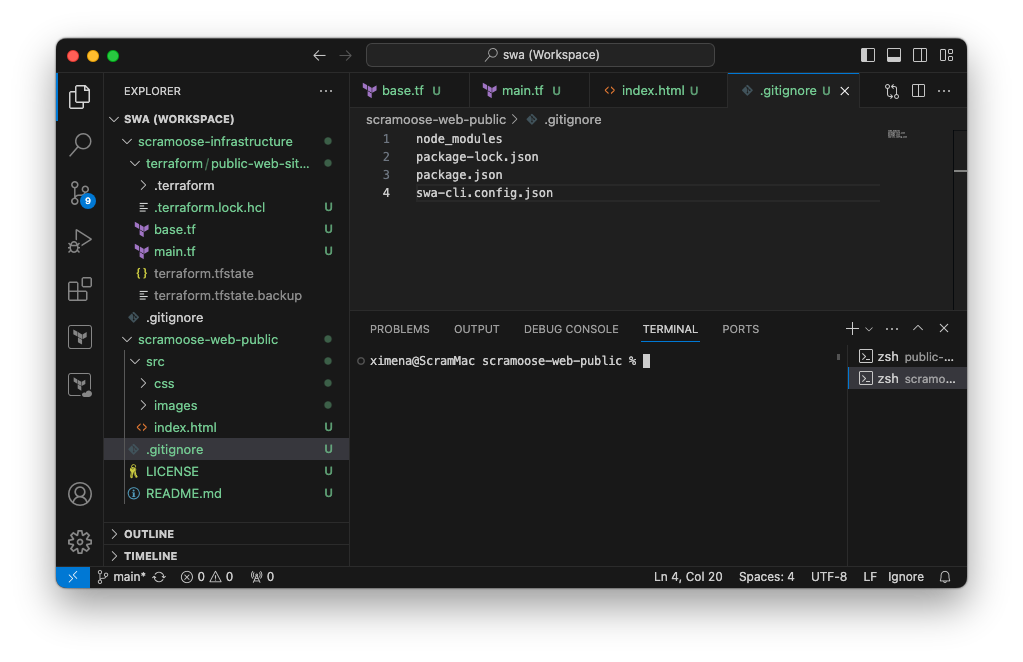 swa (Workspace)
EXPLORER
SWA (WORKSPACE)
scramoose-infrastructure
terraform/public-web-sit...
.terraform
.terraform.lock.hcl U
base.tf U
main.tf U
terraform.tfstate
terraform.tfstate.backup
.gitignore
scramoose-web-public
src
css
images
index.html U
.gitignore U
LICENSE U
README.md U
OUTLINE
TIMELINE
9
base.tf U main.tf U index.html U .gitignore U
scramoose-web-public > .gitignore
1 node_modules
2 package-lock.json
3 package.json
4 swa-cli.config.json
PROBLEMS OUTPUT DEBUG CONSOLE TERMINAL PORTS
ximena@ScramMac scramoose-web-public %
zsh public-...
zsh scramo...
main* 0 0 0 Ln 4, Col 20 Spaces: 4 UTF-8 LF Ignore